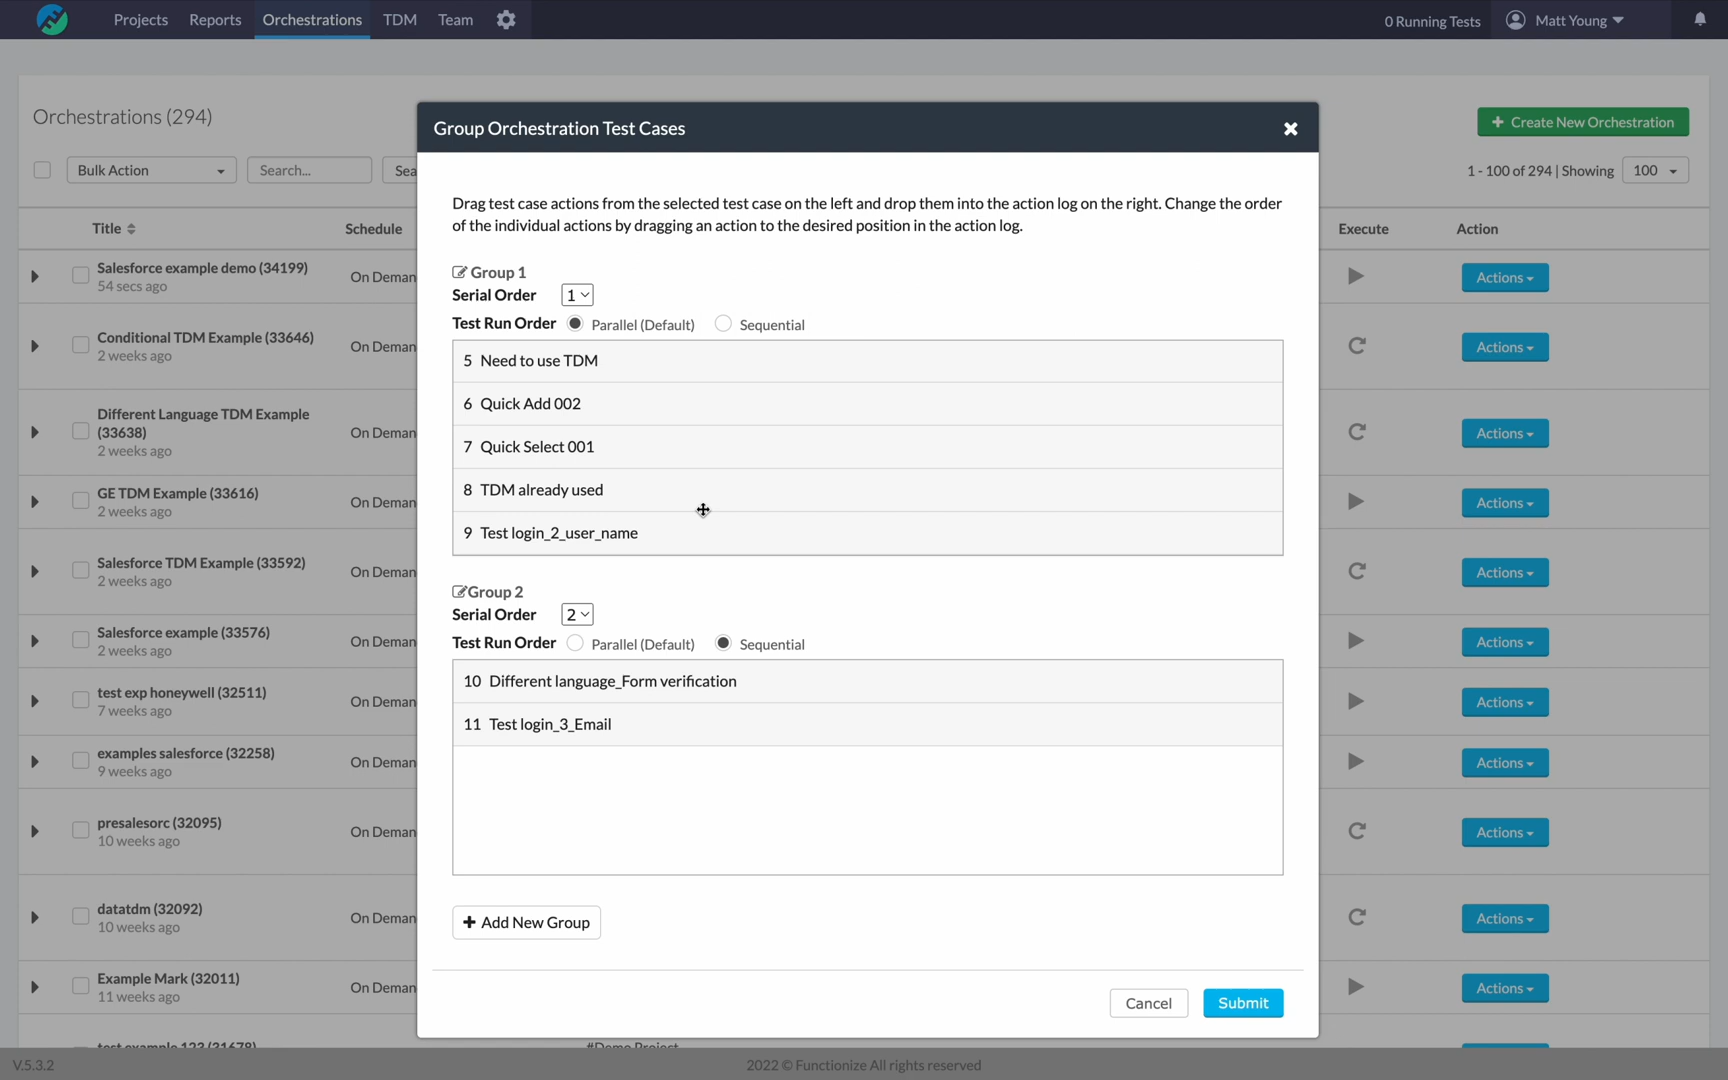 Projects
Reports
Orchestrations
TDM
Team
0 Running Tests
Matt Young
Orchestrations (294)
+ Create New Orchestration
Bulk Action
Search...
Sea
1 - 100 of 294 | Showing
100
Title
Schedule
Execute
Action
Salesforce example demo (34199)
54 secs ago
On Deman
Actions
Conditional TDM Example (33646)
2 weeks ago
On Deman
Actions
Different Language TDM Example
(33638)
2 weeks ago
On Deman
Actions
GE TDM Example (33616)
2 weeks ago
On Deman
Actions
Salesforce TDM Example (33592)
2 weeks ago
On Deman
Actions
Salesforce example (33576)
2 weeks ago
On Deman
Actions
test exp honeywell (32511)
7 weeks ago
On Deman
Actions
examples salesforce (32258)
9 weeks ago
On Deman
Actions
presalesorc (32095)
10 weeks ago
On Deman
Actions
datatdm (32092)
10 weeks ago
On Deman
Actions
Example Mark (32011)
11 weeks ago
On Deman
Actions
test example 123 (31678)
#Demo Project
Group Orchestration Test Cases
Drag test case actions from the selected test case on the left and drop them into the action log on the right. Change the order
of the individual actions by dragging an action to the desired position in the action log.
Group 1
Serial Order 1
Test Run Order Parallel (Default) Sequential
5 Need to use TDM
6 Quick Add 002
7 Quick Select 001
8 TDM already used
9 Test login_2_user_name
Group 2
Serial Order 2
Test Run Order Parallel (Default) Sequential
10 Different language_Form verification
11 Test login_3_Email
+ Add New Group
Cancel
Submit
V.5.3.2
2022 © Functionize All rights reserved